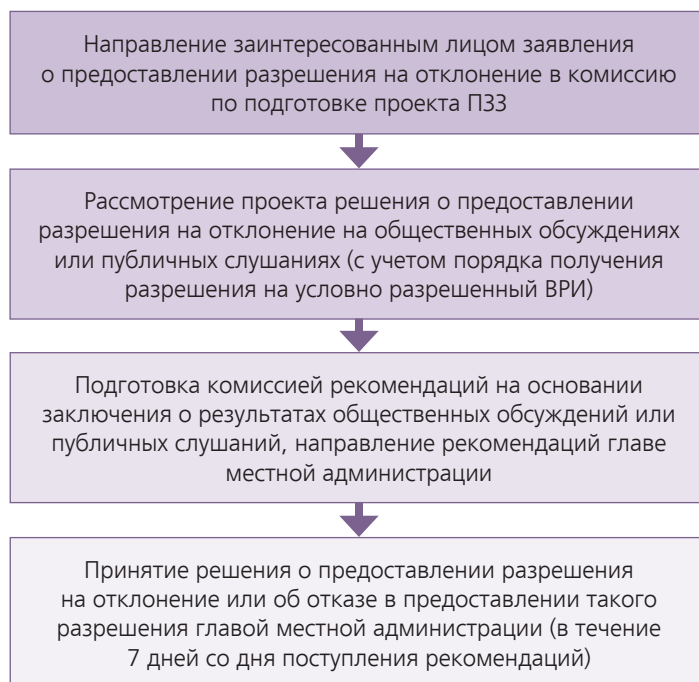 Направление заинтересованным лицом заявления
о предоставлении разрешения на отклонение в комиссию
по подготовке проекта ПЗЗ
Рассмотрение проекта решения о предоставлении
разрешения на отклонение на общественных обсуждениях
или публичных слушаниях (с учетом порядка получения
разрешения на условно разрешенный ВРИ)
Подготовка комиссией рекомендаций на основании
заключения о результатах общественных обсуждений или
публичных слушаний, направление рекомендаций главе
местной администрации
Принятие решения о предоставлении разрешения
на отклонение или об отказе в предоставлении такого
разрешения главой местной администрации (в течение
7 дней со дня поступления рекомендаций)